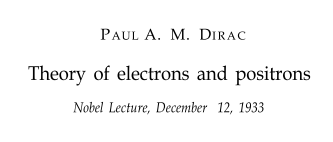 PAUL A. M. DIRAC
Theory of electrons and positrons
Nobel Lecture, December 12, 1933